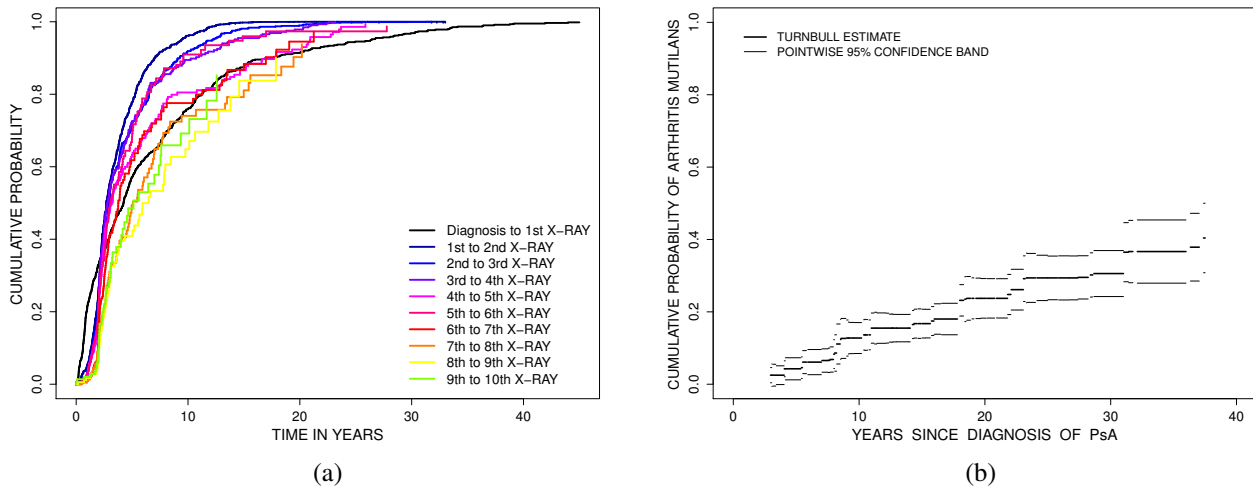 CUMULATIVE PROBABILITY
0.0
0.2
0.4
0.6
0.8
1.0
Diagnosis to 1st X−RAY
1st to 2nd X−RAY
2nd to 3rd X−RAY
3rd to 4th X−RAY
4th to 5th X−RAY
5th to 6th X−RAY
6th to 7th X−RAY
7th to 8th X−RAY
8th to 9th X−RAY
9th to 10th X−RAY
0 10 20 30 40
TIME IN YEARS
(a)
CUMULATIVE PROBABILITY OF ARTHRITIS MUTILANS
0.0
0.2
0.4
0.6
0.8
1.0
TURNBULL ESTIMATE
POINTWISE 95% CONFIDENCE BAND
0 10 20 30 40
YEARS SINCE DIAGNOSIS OF PsA
(b)